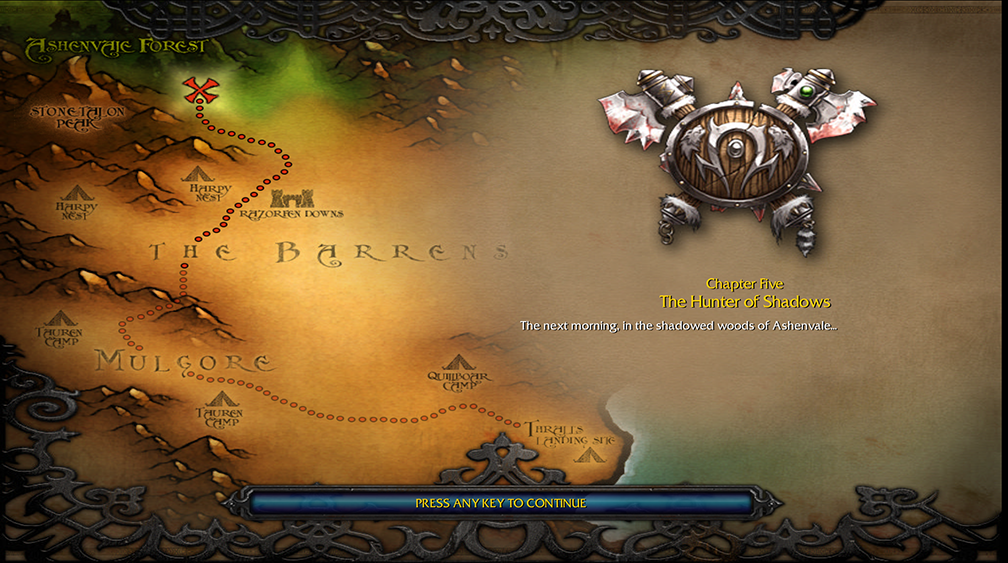 ASHENVALE FOREST
STONETALON
PEAK
HARPY
NEST
HARPY
NEST
RAZORFEN DOWNS
THE BARRENS
TAUREN
CAMP
MULGORE
QUILLBOAR
CAMP
TAUREN
CAMP
THRALL'S
LANDING SITE
Chapter Five
The Hunter of Shadows
The next morning, in the shadowed woods of Ashenvale...
PRESS ANY KEY TO CONTINUE